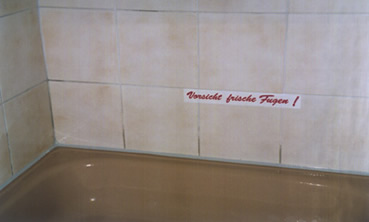 Vorsicht frische Fugen !